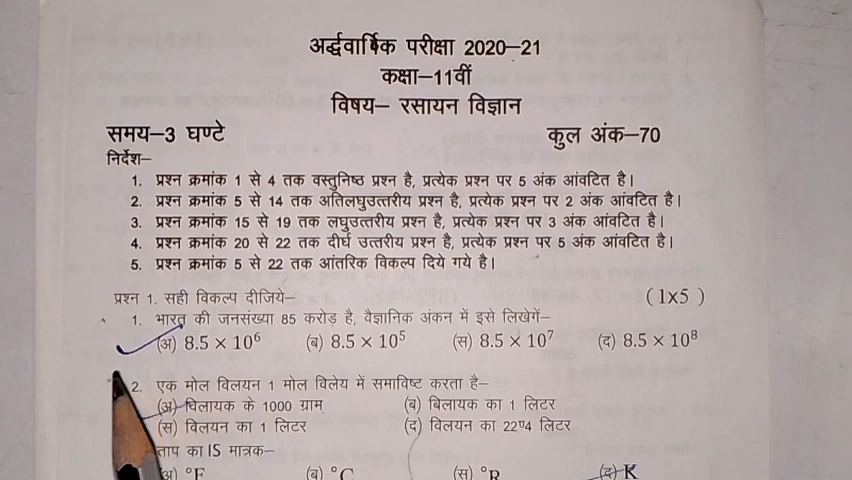 अर्द्धवार्षिक परीक्षा 2020–21
कक्षा–11वीं
विषय– रसायन विज्ञान
समय–3 घण्टे कुल अंक–70
निर्देश–
1. प्रश्न क्रमांक 1 से 4 तक वस्तुनिष्ठ प्रश्न है, प्रत्येक प्रश्न पर 5 अंक आंवटित है।
2. प्रश्न क्रमांक 5 से 14 तक अतिलघुउत्तरीय प्रश्न है, प्रत्येक प्रश्न पर 2 अंक आंवटित है।
3. प्रश्न क्रमांक 15 से 19 तक लघुउत्तरीय प्रश्न है, प्रत्येक प्रश्न पर 3 अंक आंवटित है।
4. प्रश्न क्रमांक 20 से 22 तक दीर्घ उत्तरीय प्रश्न है, प्रत्येक प्रश्न पर 5 अंक आंवटित है।
5. प्रश्न क्रमांक 5 से 22 तक आंतरिक विकल्प दिये गये है।
प्रश्न 1. सही विकल्प दीजिये– (1x5)
1. भारत की जनसंख्या 85 करोड़ है, वैज्ञानिक अंकन में इसे लिखेगें–
(अ) 8.5 × 10⁶ (ब) 8.5 × 10⁵ (स) 8.5 × 10⁷ (द) 8.5 × 10⁸
2. एक मोल विलयन 1 मोल विलेय में समाविष्ट करता है–
(अ) विलायक के 1000 ग्राम (ब) बिलायक का 1 लिटर
(स) विलयन का 1 लिटर (द) विलयन का 22प4 लिटर
ताप का IS मात्रक–
(अ) °F (ब) °C (स) °R (द) K